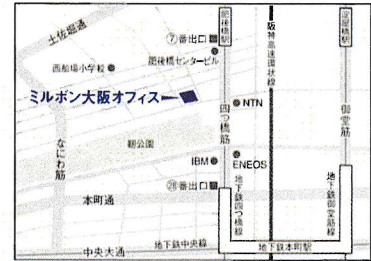 肥後橋駅
淀屋橋駅
土佐堀通
⑦番出口
阪神高速環状線
肥後橋センタービル
西船場小学校
ミルボン大阪オフィス
NTN
四つ橋筋
御堂筋
なにわ筋
靭公園
IBM
ENEOS
㉘番出口
地下鉄四つ橋線
地下鉄御堂筋線
本町通
地下鉄中央線
地下鉄本町駅
中央大通